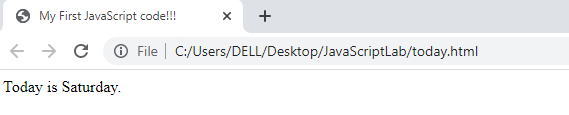 My First JavaScript code!!!
File
C:/Users/DELL/Desktop/JavaScriptLab/today.html
Today is Saturday.